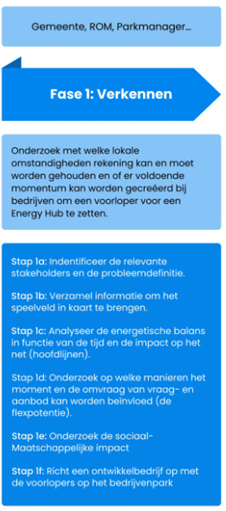 Gemeente, ROM, Parkmanager...
Fase 1: Verkennen
Onderzoek met welke lokale
omstandigheden rekening kan en moet
worden gehouden en of er voldoende
momentum kan worden gecreëerd bij
bedrijven om een voorloper voor een
Energy Hub te zetten.
Stap 1a: Indentificeer de relevante
stakeholders en de probleemdefinitie.
Stap 1b: Verzamel informatie om het
speelveld in kaart te brengen.
Stap 1c: Analyseer de energetische balans
in functie van de tijd en de impact op het
net (hoofdlijnen).
Stap 1d: Onderzoek op welke manieren het
moment en de omvraag van vraag- en
aanbod kan worden beïnvloed (de
flexpotentie).
Stap 1e: Onderzoek de sociaal-
Maatschappelijke impact
Stap 1f: Richt een ontwikkelbedrijf op met
de voorlopers op het bedrijvenpark